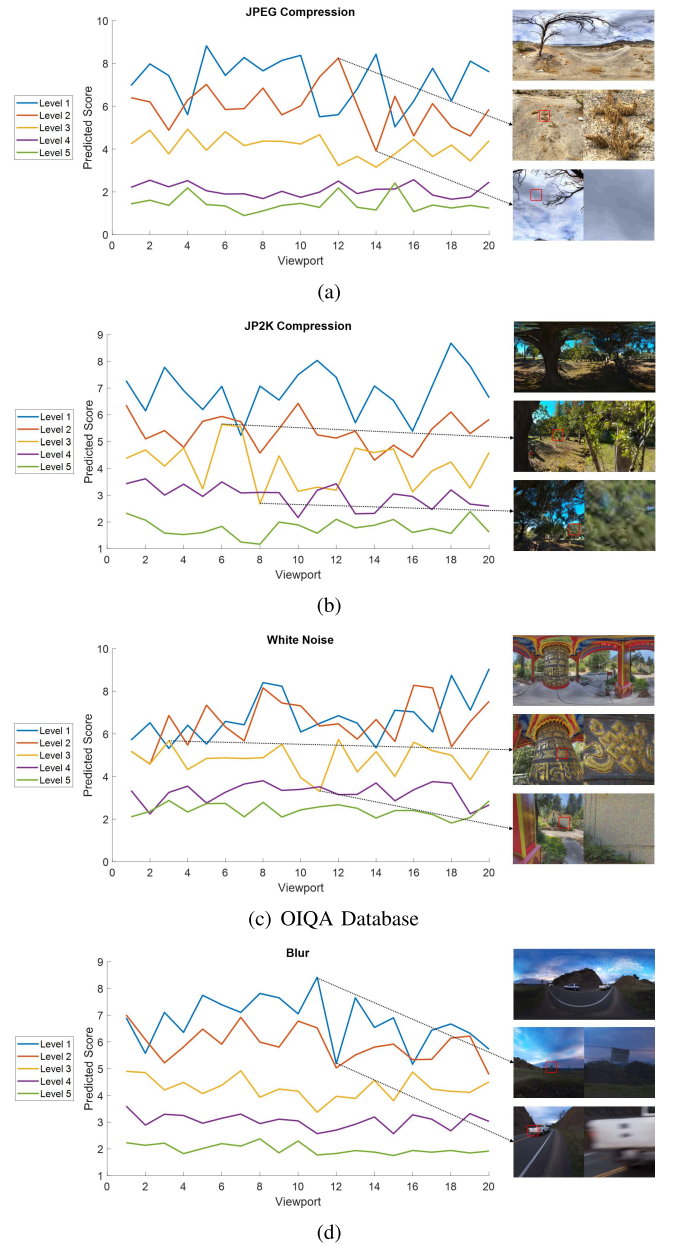 JPEG Compression
10
8
6
4
2
0
Predicted Score
Level 1
Level 2
Level 3
Level 4
Level 5
0 2 4 6 8 10 12 14 16 18 20
Viewport
(a)
JP2K Compression
9
8
7
6
5
4
3
2
1
Predicted Score
Level 1
Level 2
Level 3
Level 4
Level 5
0 2 4 6 8 10 12 14 16 18 20
Viewport
(b)
White Noise
10
8
6
4
2
0
Predicted Score
Level 1
Level 2
Level 3
Level 4
Level 5
0 2 4 6 8 10 12 14 16 18 20
Viewport
(c) OIQA Database
Blur
9
8
7
6
5
4
3
2
1
Predicted Score
Level 1
Level 2
Level 3
Level 4
Level 5
0 2 4 6 8 10 12 14 16 18 20
Viewport
(d)